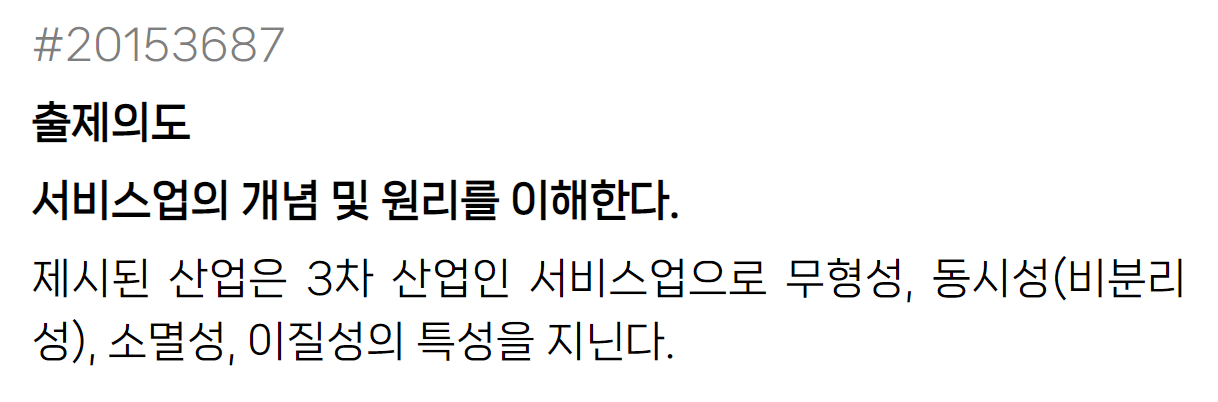 #20153687
출제의도
서비스업의 개념 및 원리를 이해한다.
제시된 산업은 3차 산업인 서비스업으로 무형성, 동시성(비분리
성), 소멸성, 이질성의 특성을 지닌다.